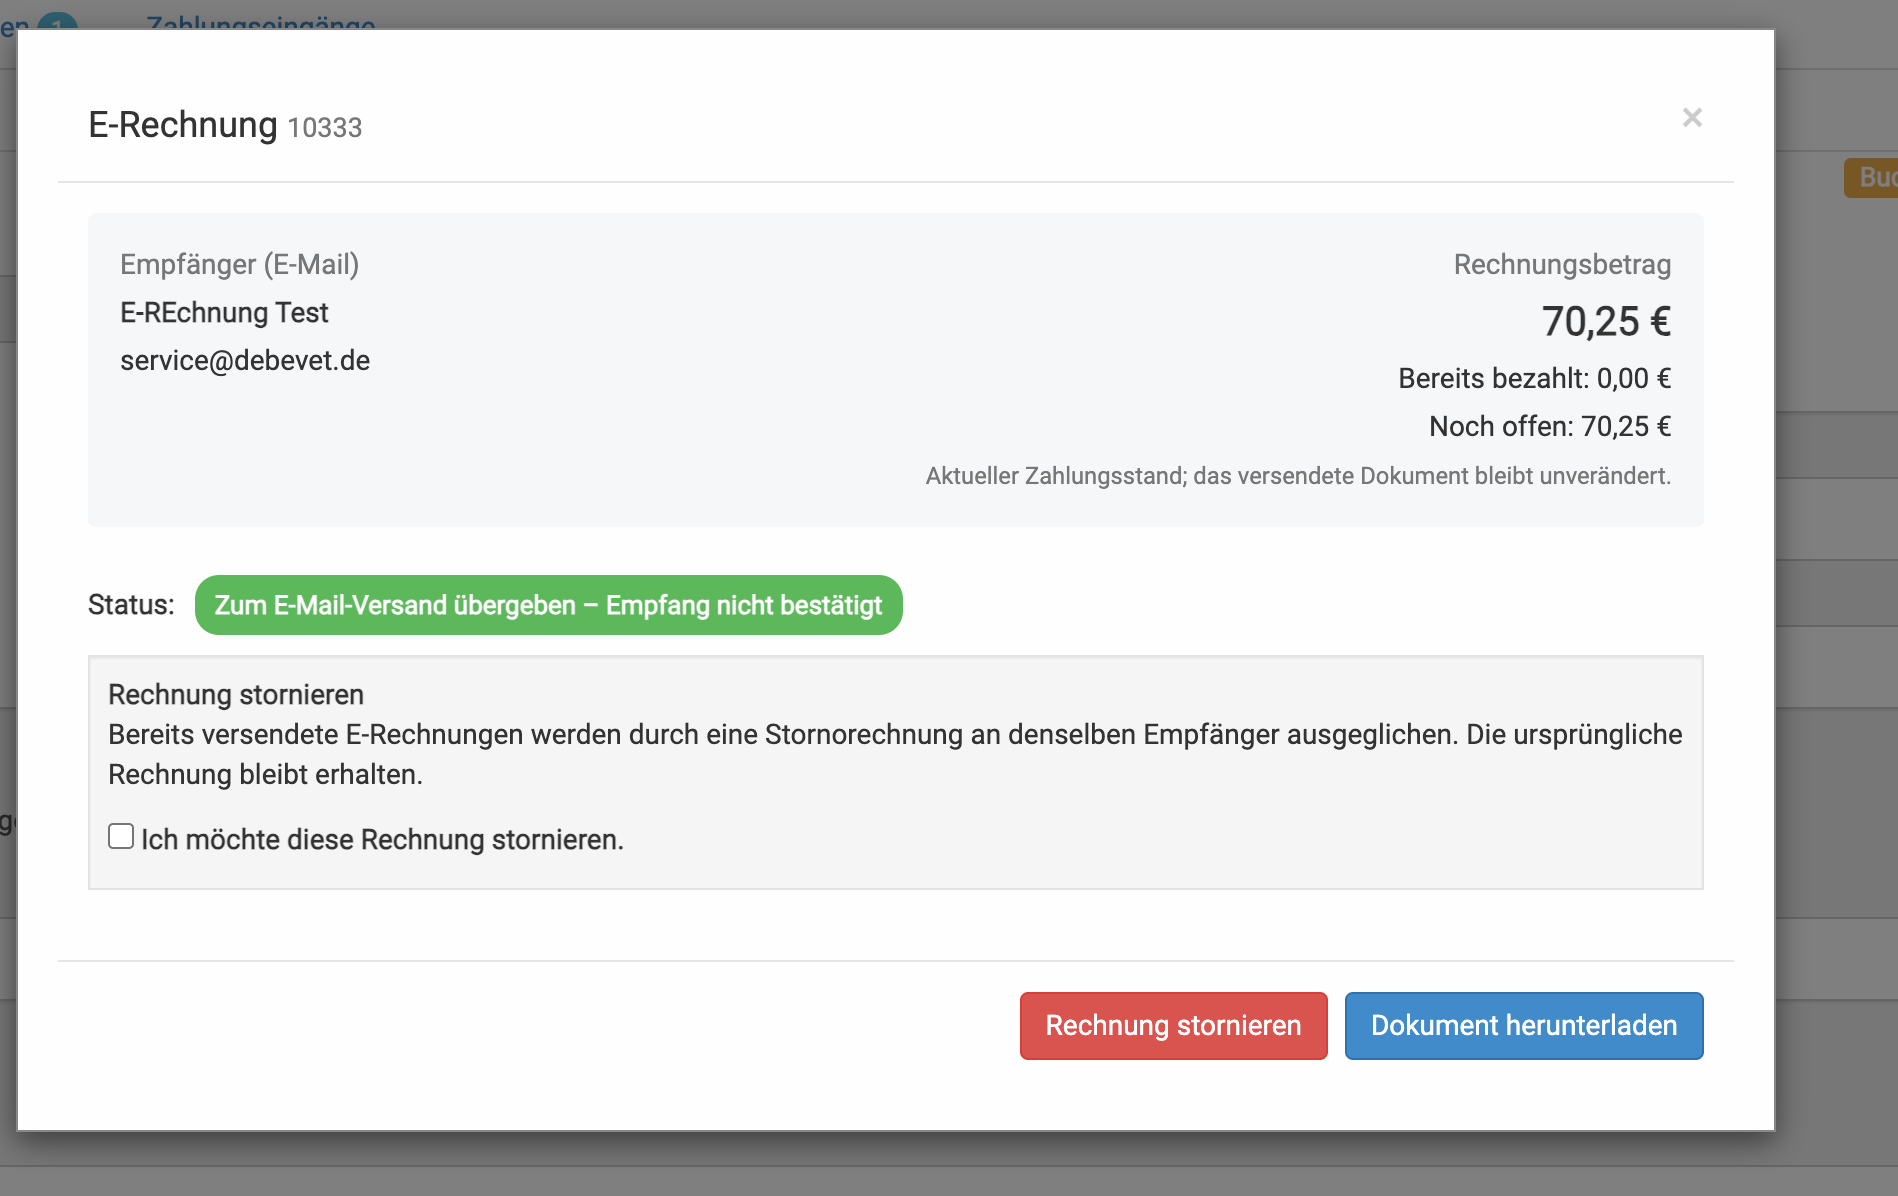 en 1 Zahlungseingänge
E-Rechnung 10333
×
Empfänger (E-Mail)
E-REchnung Test
service@debevet.de
Rechnungsbetrag
70,25 €
Bereits bezahlt: 0,00 €
Noch offen: 70,25 €
Aktueller Zahlungsstand; das versendete Dokument bleibt unverändert.
Status: Zum E-Mail-Versand übergeben – Empfang nicht bestätigt
Rechnung stornieren
Bereits versendete E-Rechnungen werden durch eine Stornorechnung an denselben Empfänger ausgeglichen. Die ursprüngliche
Rechnung bleibt erhalten.
Ich möchte diese Rechnung stornieren.
Rechnung stornieren
Dokument herunterladen